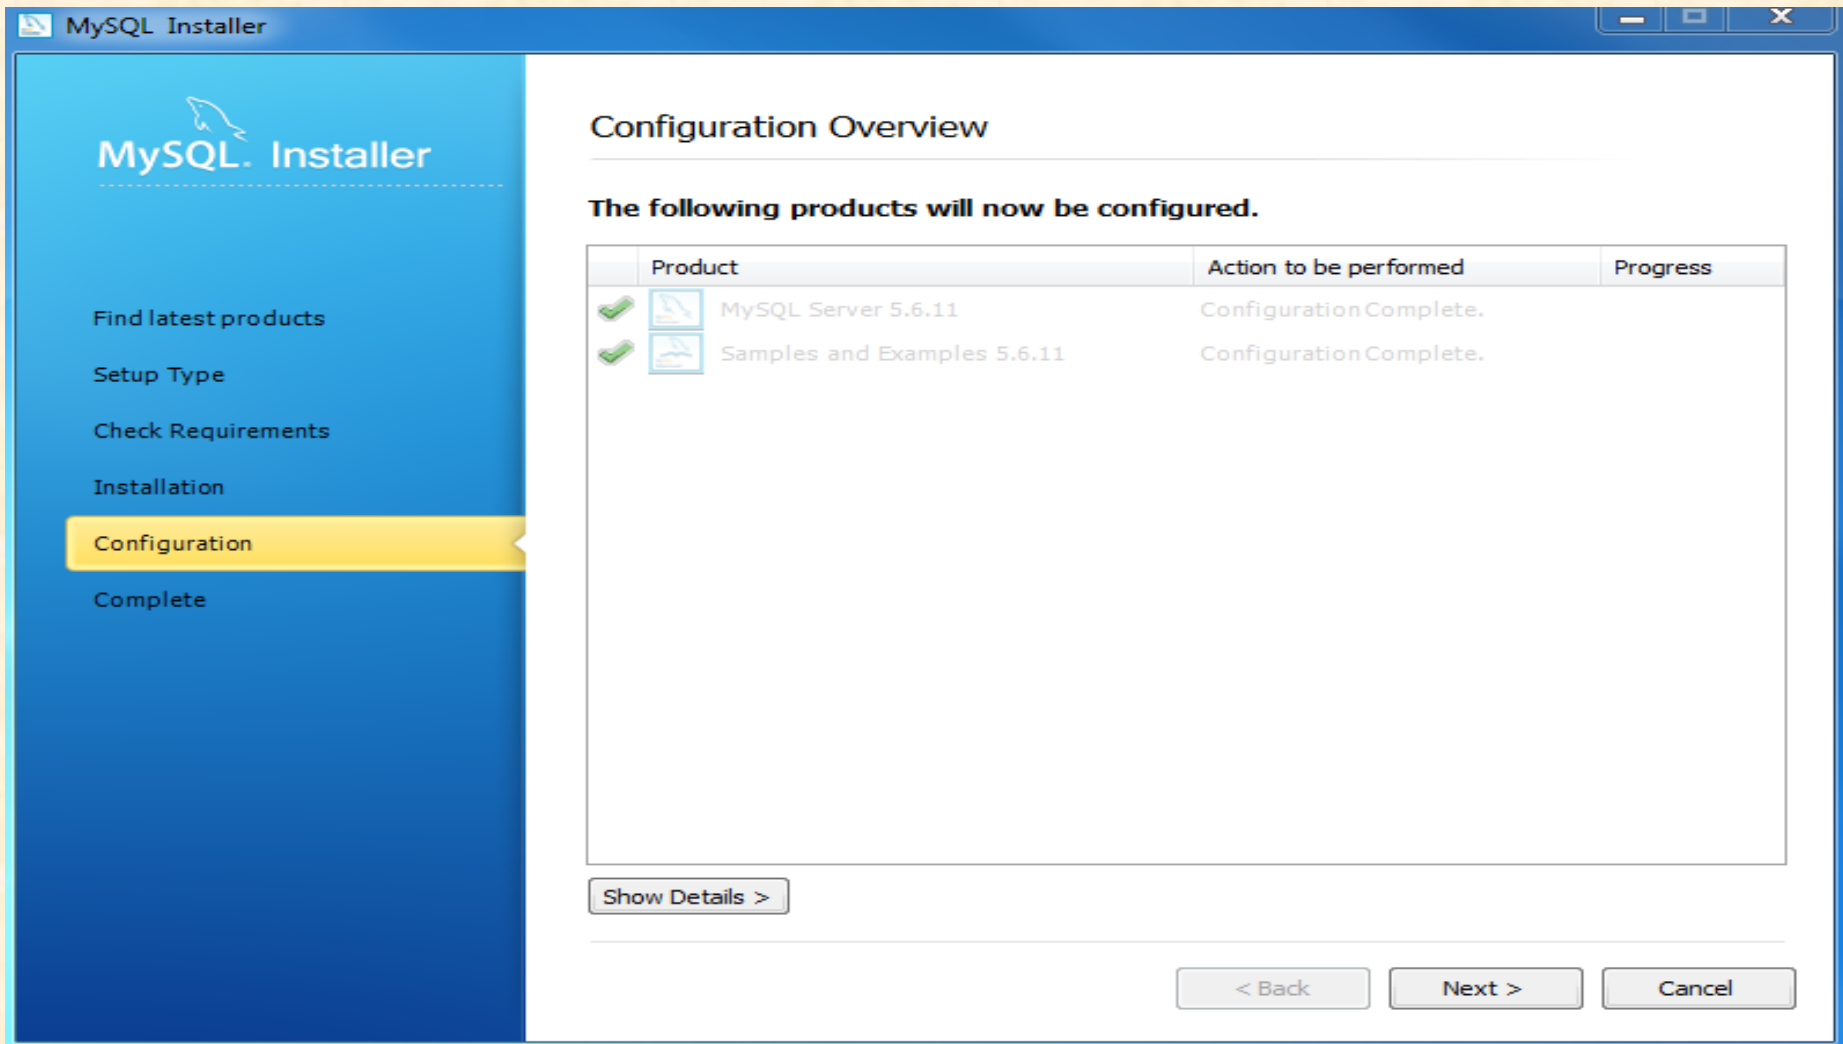 MySQL Installer
MySQL. Installer
Find latest products
Setup Type
Check Requirements
Installation
Configuration
Complete
Configuration Overview
The following products will now be configured.
Product Action to be performed Progress
MySQL Server 5.6.11 Configuration Complete.
Samples and Examples 5.6.11 Configuration Complete.
Show Details >
< Back Next > Cancel